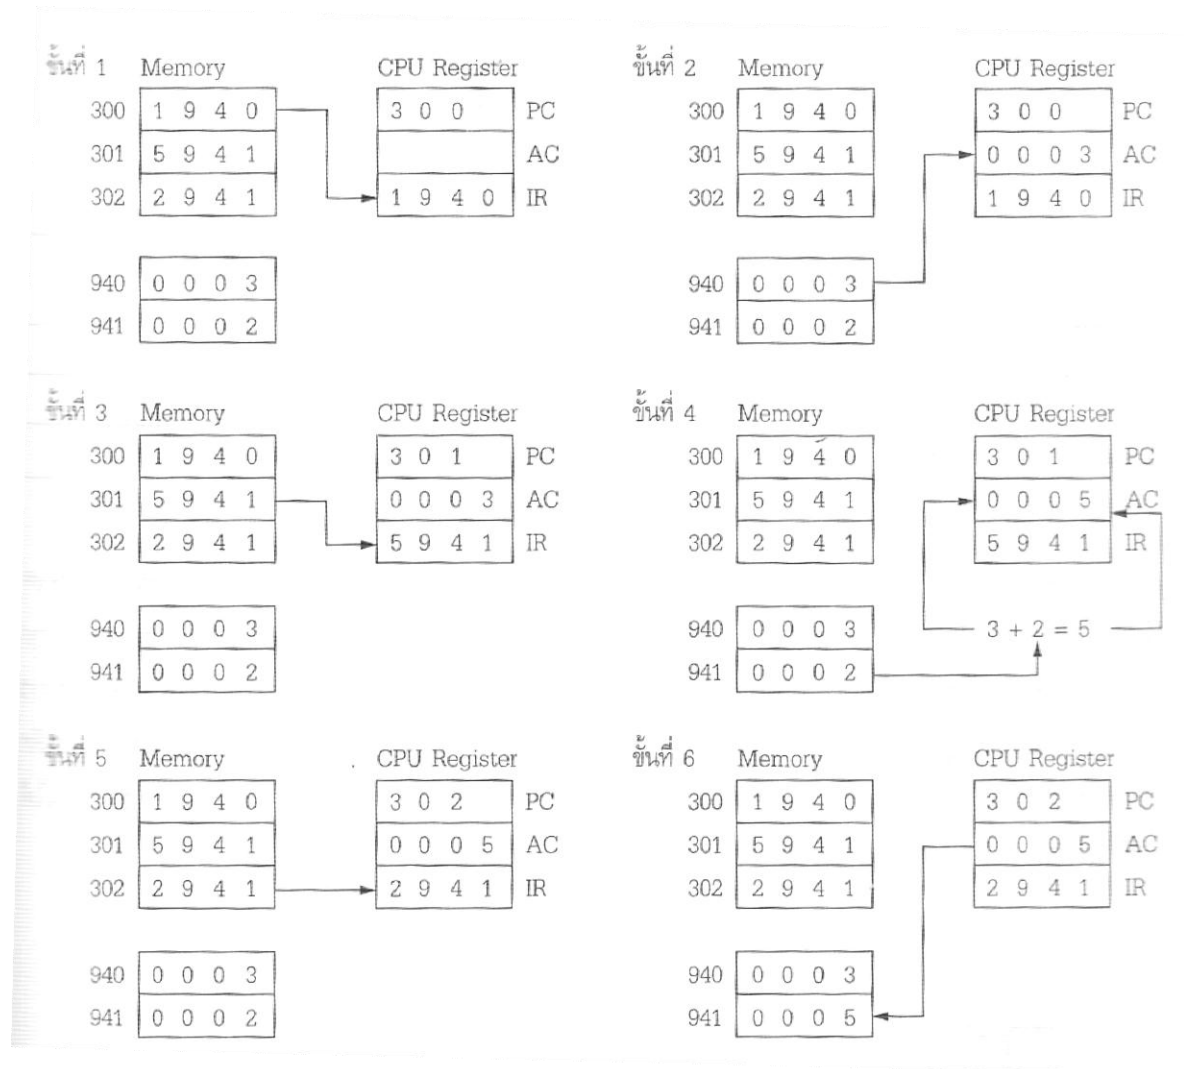 ขั้นที่ 1 Memory CPU Register
300 1 9 4 0 3 0 0 PC
301 5 9 4 1 AC
302 2 9 4 1 1 9 4 0 IR
940 0 0 0 3
941 0 0 0 2
ขั้นที่ 2 Memory CPU Register
300 1 9 4 0 3 0 0 PC
301 5 9 4 1 0 0 0 3 AC
302 2 9 4 1 1 9 4 0 IR
940 0 0 0 3
941 0 0 0 2
ขั้นที่ 3 Memory CPU Register
300 1 9 4 0 3 0 1 PC
301 5 9 4 1 0 0 0 3 AC
302 2 9 4 1 5 9 4 1 IR
940 0 0 0 3
941 0 0 0 2
ขั้นที่ 4 Memory CPU Register
300 1 9 4 0 3 0 1 PC
301 5 9 4 1 0 0 0 5 AC
302 2 9 4 1 5 9 4 1 IR
940 0 0 0 3 3 + 2 = 5
941 0 0 0 2
ขั้นที่ 5 Memory CPU Register
300 1 9 4 0 3 0 2 PC
301 5 9 4 1 0 0 0 5 AC
302 2 9 4 1 2 9 4 1 IR
940 0 0 0 3
941 0 0 0 2
ขั้นที่ 6 Memory CPU Register
300 1 9 4 0 3 0 2 PC
301 5 9 4 1 0 0 0 5 AC
302 2 9 4 1 2 9 4 1 IR
940 0 0 0 3
941 0 0 0 5